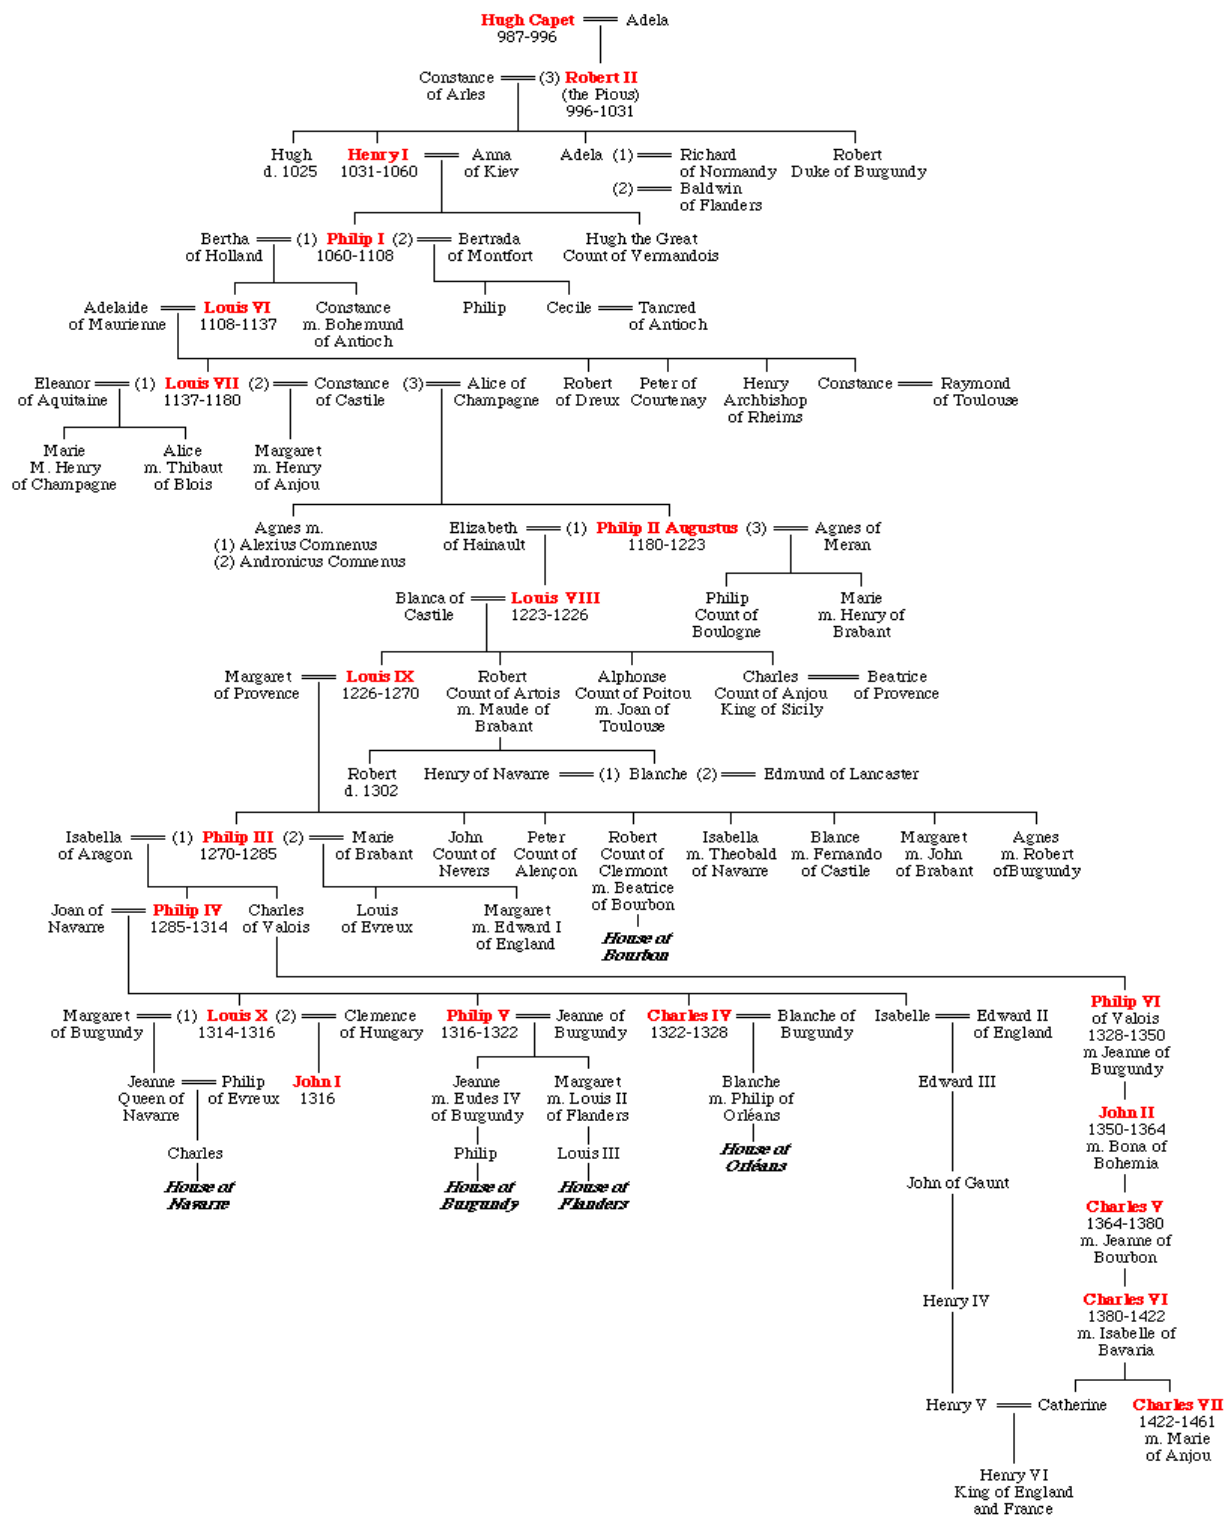 Hugh Capet Adela
987-996
Constance (3) Robert II
of Arles (the Pious)
996-1031
Hugh Henry I Anna Adela (1) Richard Robert
d. 1025 1031-1060 of Kiev of Normandy Duke of Burgundy
(2) Baldwin
of Flanders
Bertha (1) Philip I (2) Bertrada Hugh the Great
of Holland 1060-1108 of Montfort Count of Vermandois
Adelaide Louis VI Constance Philip Cecile Tancred
of Maurienne 1108-1137 m. Bohemund of Antioch
of Antioch
Eleanor (1) Louis VII (2) Constance (3) Alice of Robert Peter of Henry Constance Raymond
of Aquitaine 1137-1180 of Castile Champagne of Dreux Courtenay Archbishop of Toulouse
of Rheims
Marie Alice Margaret
M. Henry m. Thibaut m. Henry
of Champagne of Blois of Anjou
Agnes m. Elizabeth (1) Philip II Augustus (3) Agnes of
(1) Alexius Comnenus of Hainault 1180-1223 Meran
(2) Andronicus Comnenus
Blanca of Louis VIII Philip Marie
Castile 1223-1226 Count of m. Henry of
Boulogne Brabant
Margaret Louis IX Robert Alphonse Charles Beatrice
of Provence 1226-1270 Count of Artois Count of Poitou Count of Anjou of Provence
m. Maude of m. Joan of King of Sicily
Brabant Toulouse
Robert Henry of Navarre (1) Blanche (2) Edmund of Lancaster
d. 1302
Isabella (1) Philip III (2) Marie John Peter Robert Isabella Blance Margaret Agnes
of Aragon 1270-1285 of Brabant Count of Count of Count of m. Theobald m. Fernando m. John m. Robert
Nevers Alençon Clermont of Navarre of Castile of Brabant ofBurgundy
m. Beatrice
of Bourbon
Joan of Philip IV Charles Louis Margaret
Navarre 1285-1314 of Valois of Evreux m. Edward I
of England
House of
Bourbon
Margaret (1) Louis X (2) Clemence Philip V Jeanne of Charles IV Blanche of Isabelle Edward II Philip VI
of Burgundy 1314-1316 of Hungary 1316-1322 Burgundy 1322-1328 Burgundy of England of Valois
1328-1350
m Jeanne of
Burgundy
Jeanne Philip John I Jeanne Margaret Blanche Edward III
Queen of of Evreux 1316 m. Eudes IV m. Louis II m. Philip of
Navarre of Burgundy of Flanders Orléans
John II
1350-1364
m. Bona of
Bohemia
Charles Philip Louis III House of
Orléans
House of House of House of John of Gaunt
Navarre Burgundy Flanders
Charles V
1364-1380
m. Jeanne of
Bourbon
Henry IV Charles VI
1380-1422
m. Isabelle of
Bavaria
Henry V Catherine Charles VII
1422-1461
m. Marie
of Anjou
Henry VI
King of England
and France